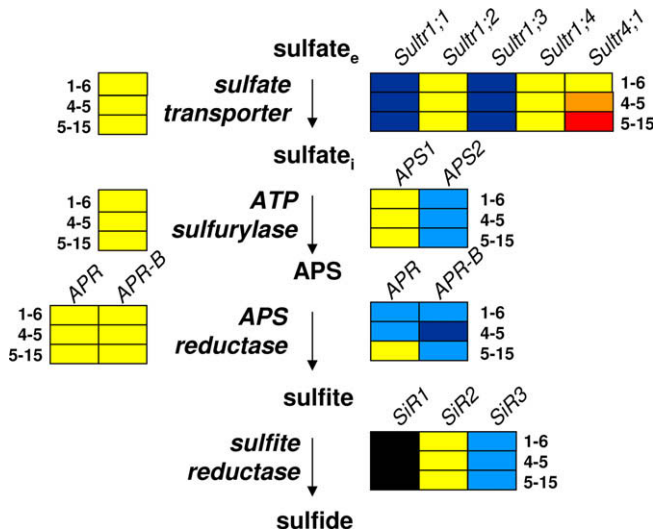 Sultr1;1 Sultr1;2 Sultr1;3 Sultr1;4 Sultr4;1
sulfateₑ
1-6 sulfate 1-6
4-5 transporter 4-5
5-15 5-15
sulfateᵢ
APS1 APS2
1-6 ATP 1-6
4-5 sulfurylase 4-5
5-15 5-15
APS
APR APR-B APR APR-B
1-6 APS 1-6
4-5 reductase 4-5
5-15 5-15
sulfite
SiR1 SiR2 SiR3
sulfite 1-6
reductase 4-5
5-15
sulfide